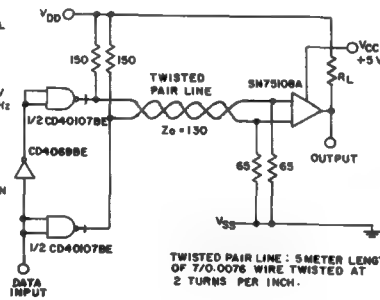 VDD
150
150
TWISTED
PAIR LINE
SN75108A
VCC
+5V
RL
1/2 CD40107BE
Zo=130
CD4069BE
65
65
OUTPUT
VSS
1/2 CD40107BE
DATA
INPUT
TWISTED PAIR LINE: 5 METER LENGTH
OF 7/0.0076 WIRE TWISTED AT
2 TURNS PER INCH.